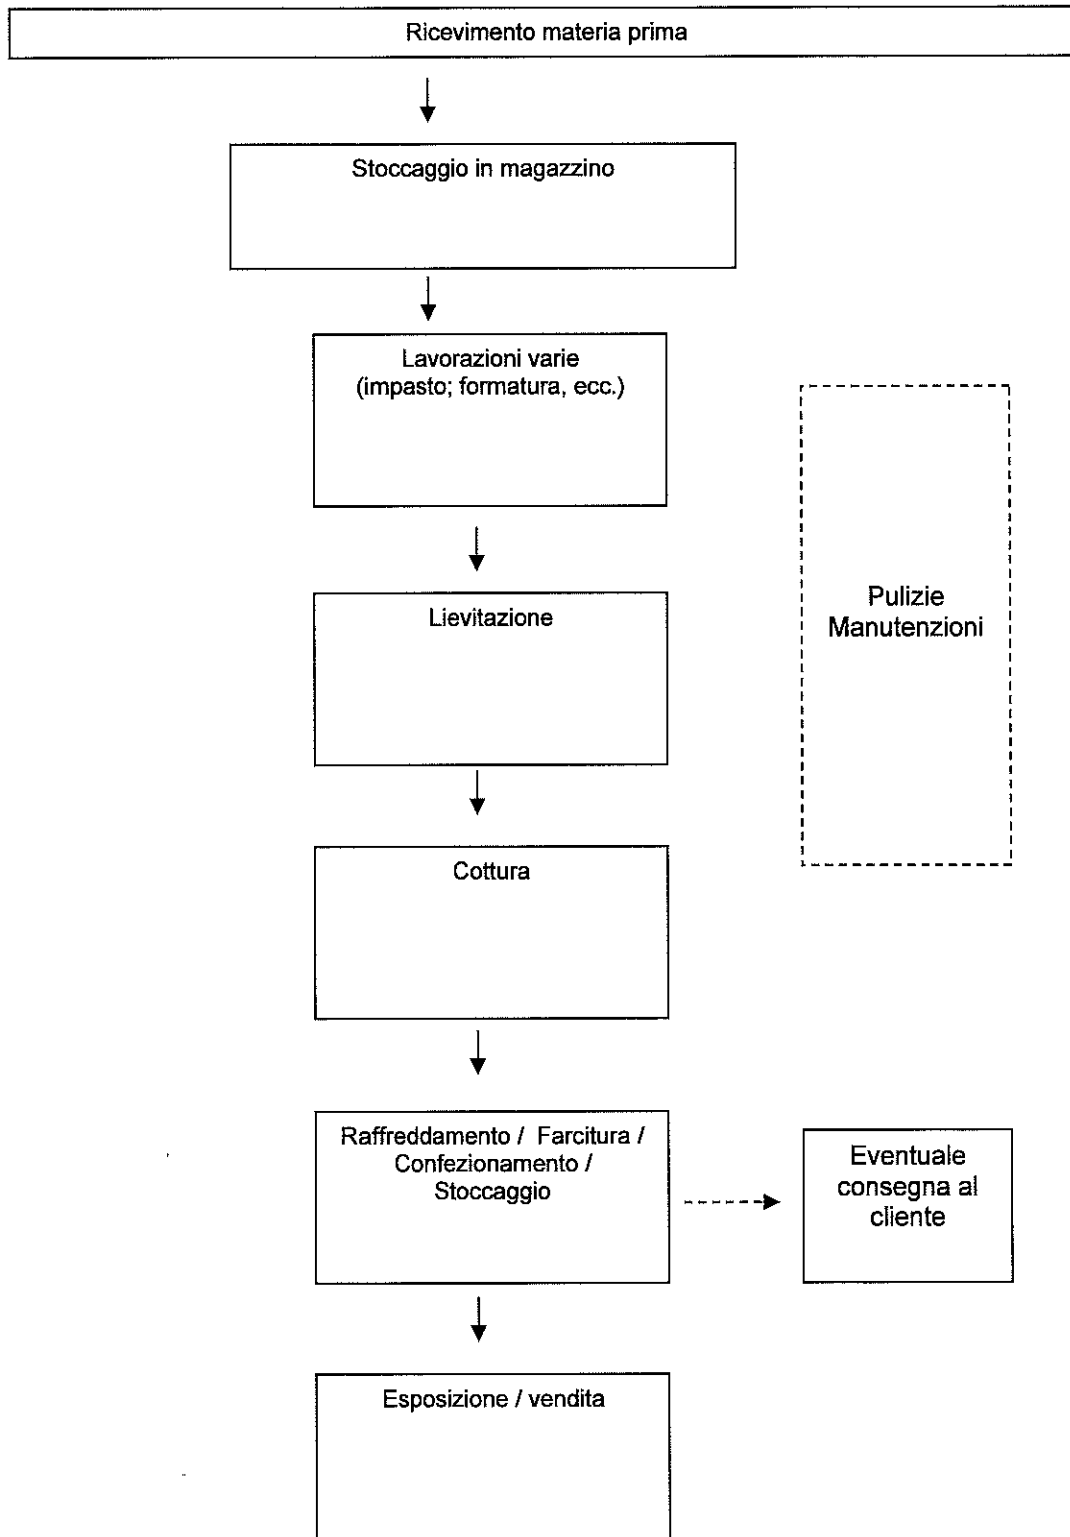 Ricevimento materia prima
Stoccaggio in magazzino
Lavorazioni varie
(impasto; formatura, ecc.)
Pulizie
Manutenzioni
Lievitazione
Cottura
Raffreddamento / Farcitura /
Confezionamento /
Stoccaggio
Eventuale
consegna al
cliente
Esposizione / vendita